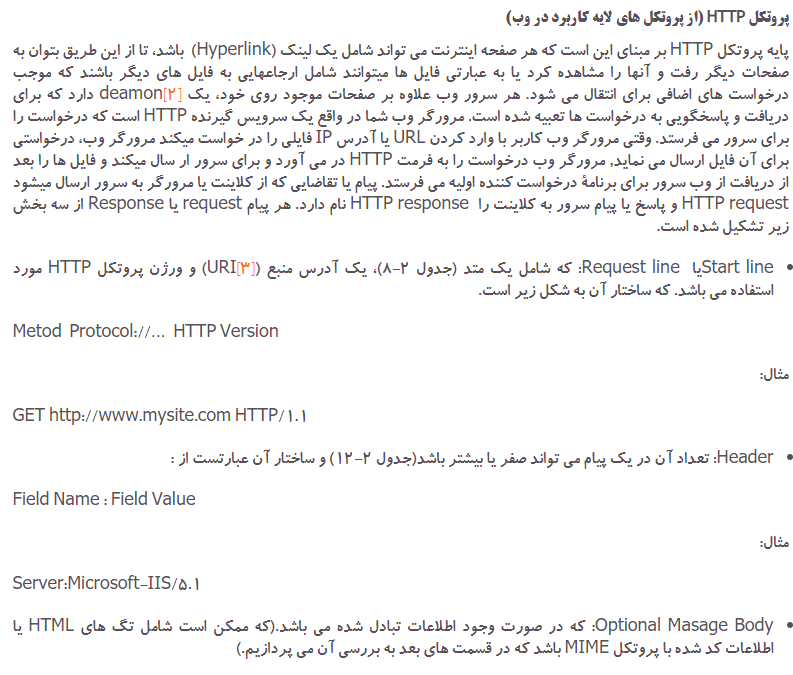 پروتکل HTTP (از پروتکل های لایه کاربرد در وب)
پایه پروتکل HTTP بر مبنای این است که هر صفحه اینترنت می تواند شامل یک لینک (Hyperlink) باشد، تا از این طریق بتوان به
صفحات دیگر رفت و آنها را مشاهده کرد یا به عبارتی فایل ها میتوانند شامل ارجاعهایی به فایل های دیگر باشند که موجب
درخواست های اضافی برای انتقال می شود. هر سرور وب علاوه بر صفحات موجود روی خود، یک deamon[۲] دارد که برای
دریافت و پاسخگویی به درخواست ها تعبیه شده است. مرورگر وب شما در واقع یک سرویس گیرنده HTTP است که درخواست را
برای سرور می فرستد. وقتی مرورگر وب کاربر با وارد کردن URL یا آدرس IP فایلی را در خواست میکند مرورگر وب، درخواستی
برای آن فایل ارسال می نماید, مرورگر وب درخواست را به فرمت HTTP در می آورد و برای سرور ار سال میکند و فایل ها را بعد
از دریافت از وب سرور برای برنامۀ درخواست کننده اولیه می فرستد. پیام یا تقاضایی که از کلاینت یا مرورگر به سرور ارسال میشود
HTTP request و پاسخ یا پیام سرور به کلاینت را HTTP response نام دارد. هر پیام request یا Response از سه بخش
زیر تشکیل شده است.
• Start lineیا Request line: که شامل یک متد (جدول ۲-۸)، یک آدرس منبع (URI[۳]) و ورژن پروتکل HTTP مورد
استفاده می باشد. که ساختار آن به شکل زیر است.
Metod Protocol://… HTTP Version
مثال:
GET http://www.mysite.com HTTP/۱.۱
• Header: تعداد آن در یک پیام می تواند صفر یا بیشتر باشد(جدول ۲-۱۲) و ساختار آن عبارتست از :
Field Name : Field Value
مثال:
Server:Microsoft-IIS/۵.۱
• Optional Masage Body: که در صورت وجود اطلاعات تبادل شده می باشد.(که ممکن است شامل تگ های HTML یا
اطلاعات کد شده با پروتکل MIME باشد که در قسمت های بعد به بررسی آن می پردازیم.)